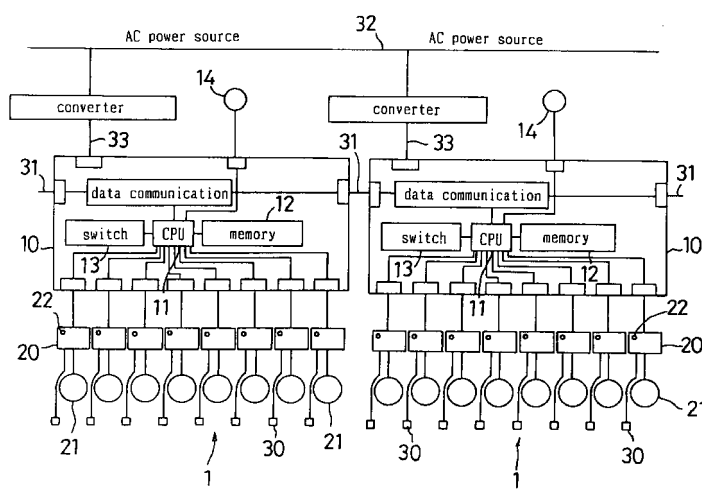 AC power source 32 AC power source
14
converter converter 14
33 33
31 31 31
data communication data communication
12
switch CPU memory switch CPU memory
10 13 11 13 11 12 10
22 22
20 20
21 30 21 30 30 21
1 1